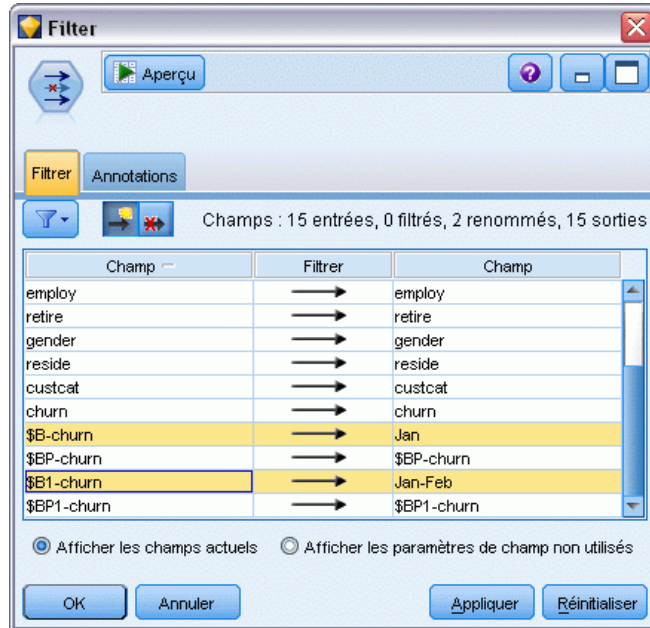 Filter
Aperçu
?
Filtrer Annotations
Champs : 15 entrées, 0 filtrés, 2 renommés, 15 sorties
Champ Filtrer Champ
employ employ
retire retire
gender gender
reside reside
custcat custcat
churn churn
$B-churn Jan
$BP-churn $BP-churn
$B1-churn Jan-Feb
$BP1-churn $BP1-churn
Afficher les champs actuels Afficher les paramètres de champ non utilisés
OK Annuler Appliquer Réinitialiser